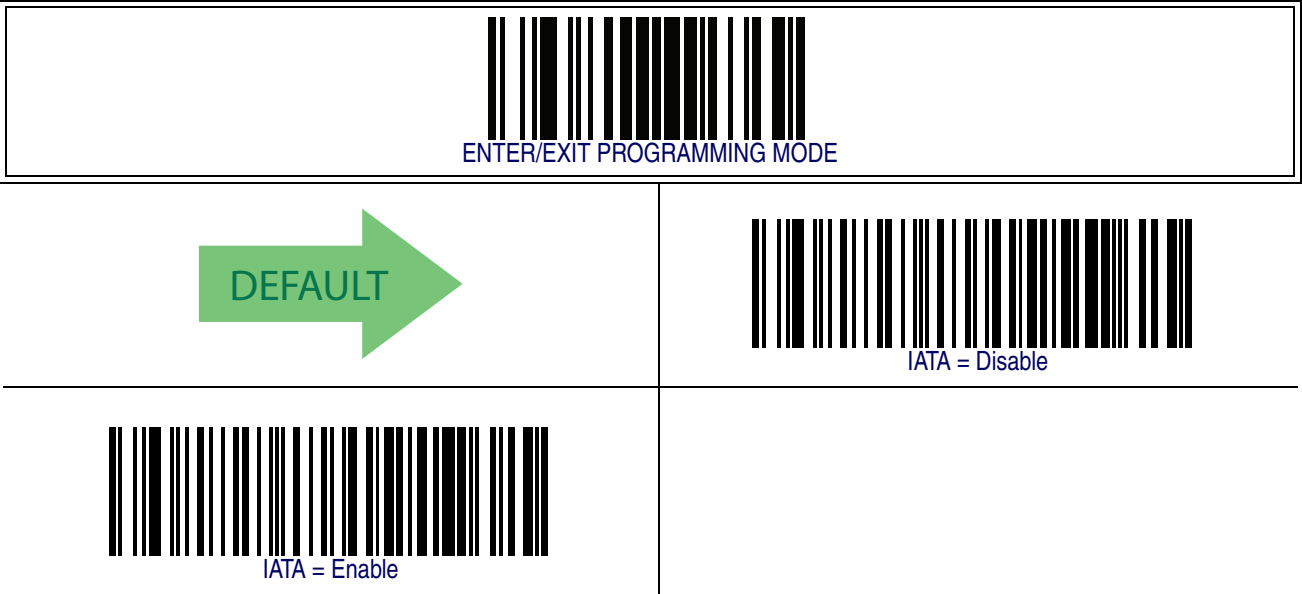 ENTER/EXIT PROGRAMMING MODE
DEFAULT
IATA = Disable
IATA = Enable